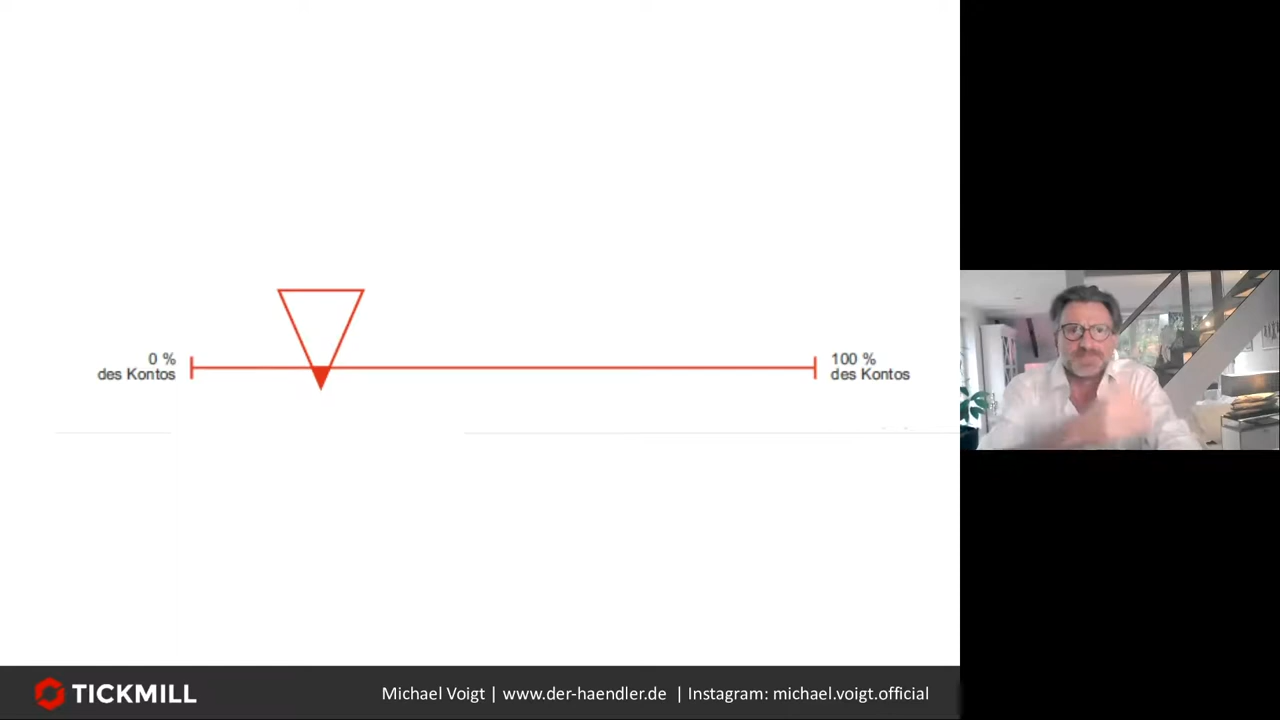 0 %
des Kontos
100 %
des Kontos
TICKMILL
Michael Voigt | www.der-haendler.de | Instagram: michael.voigt.official